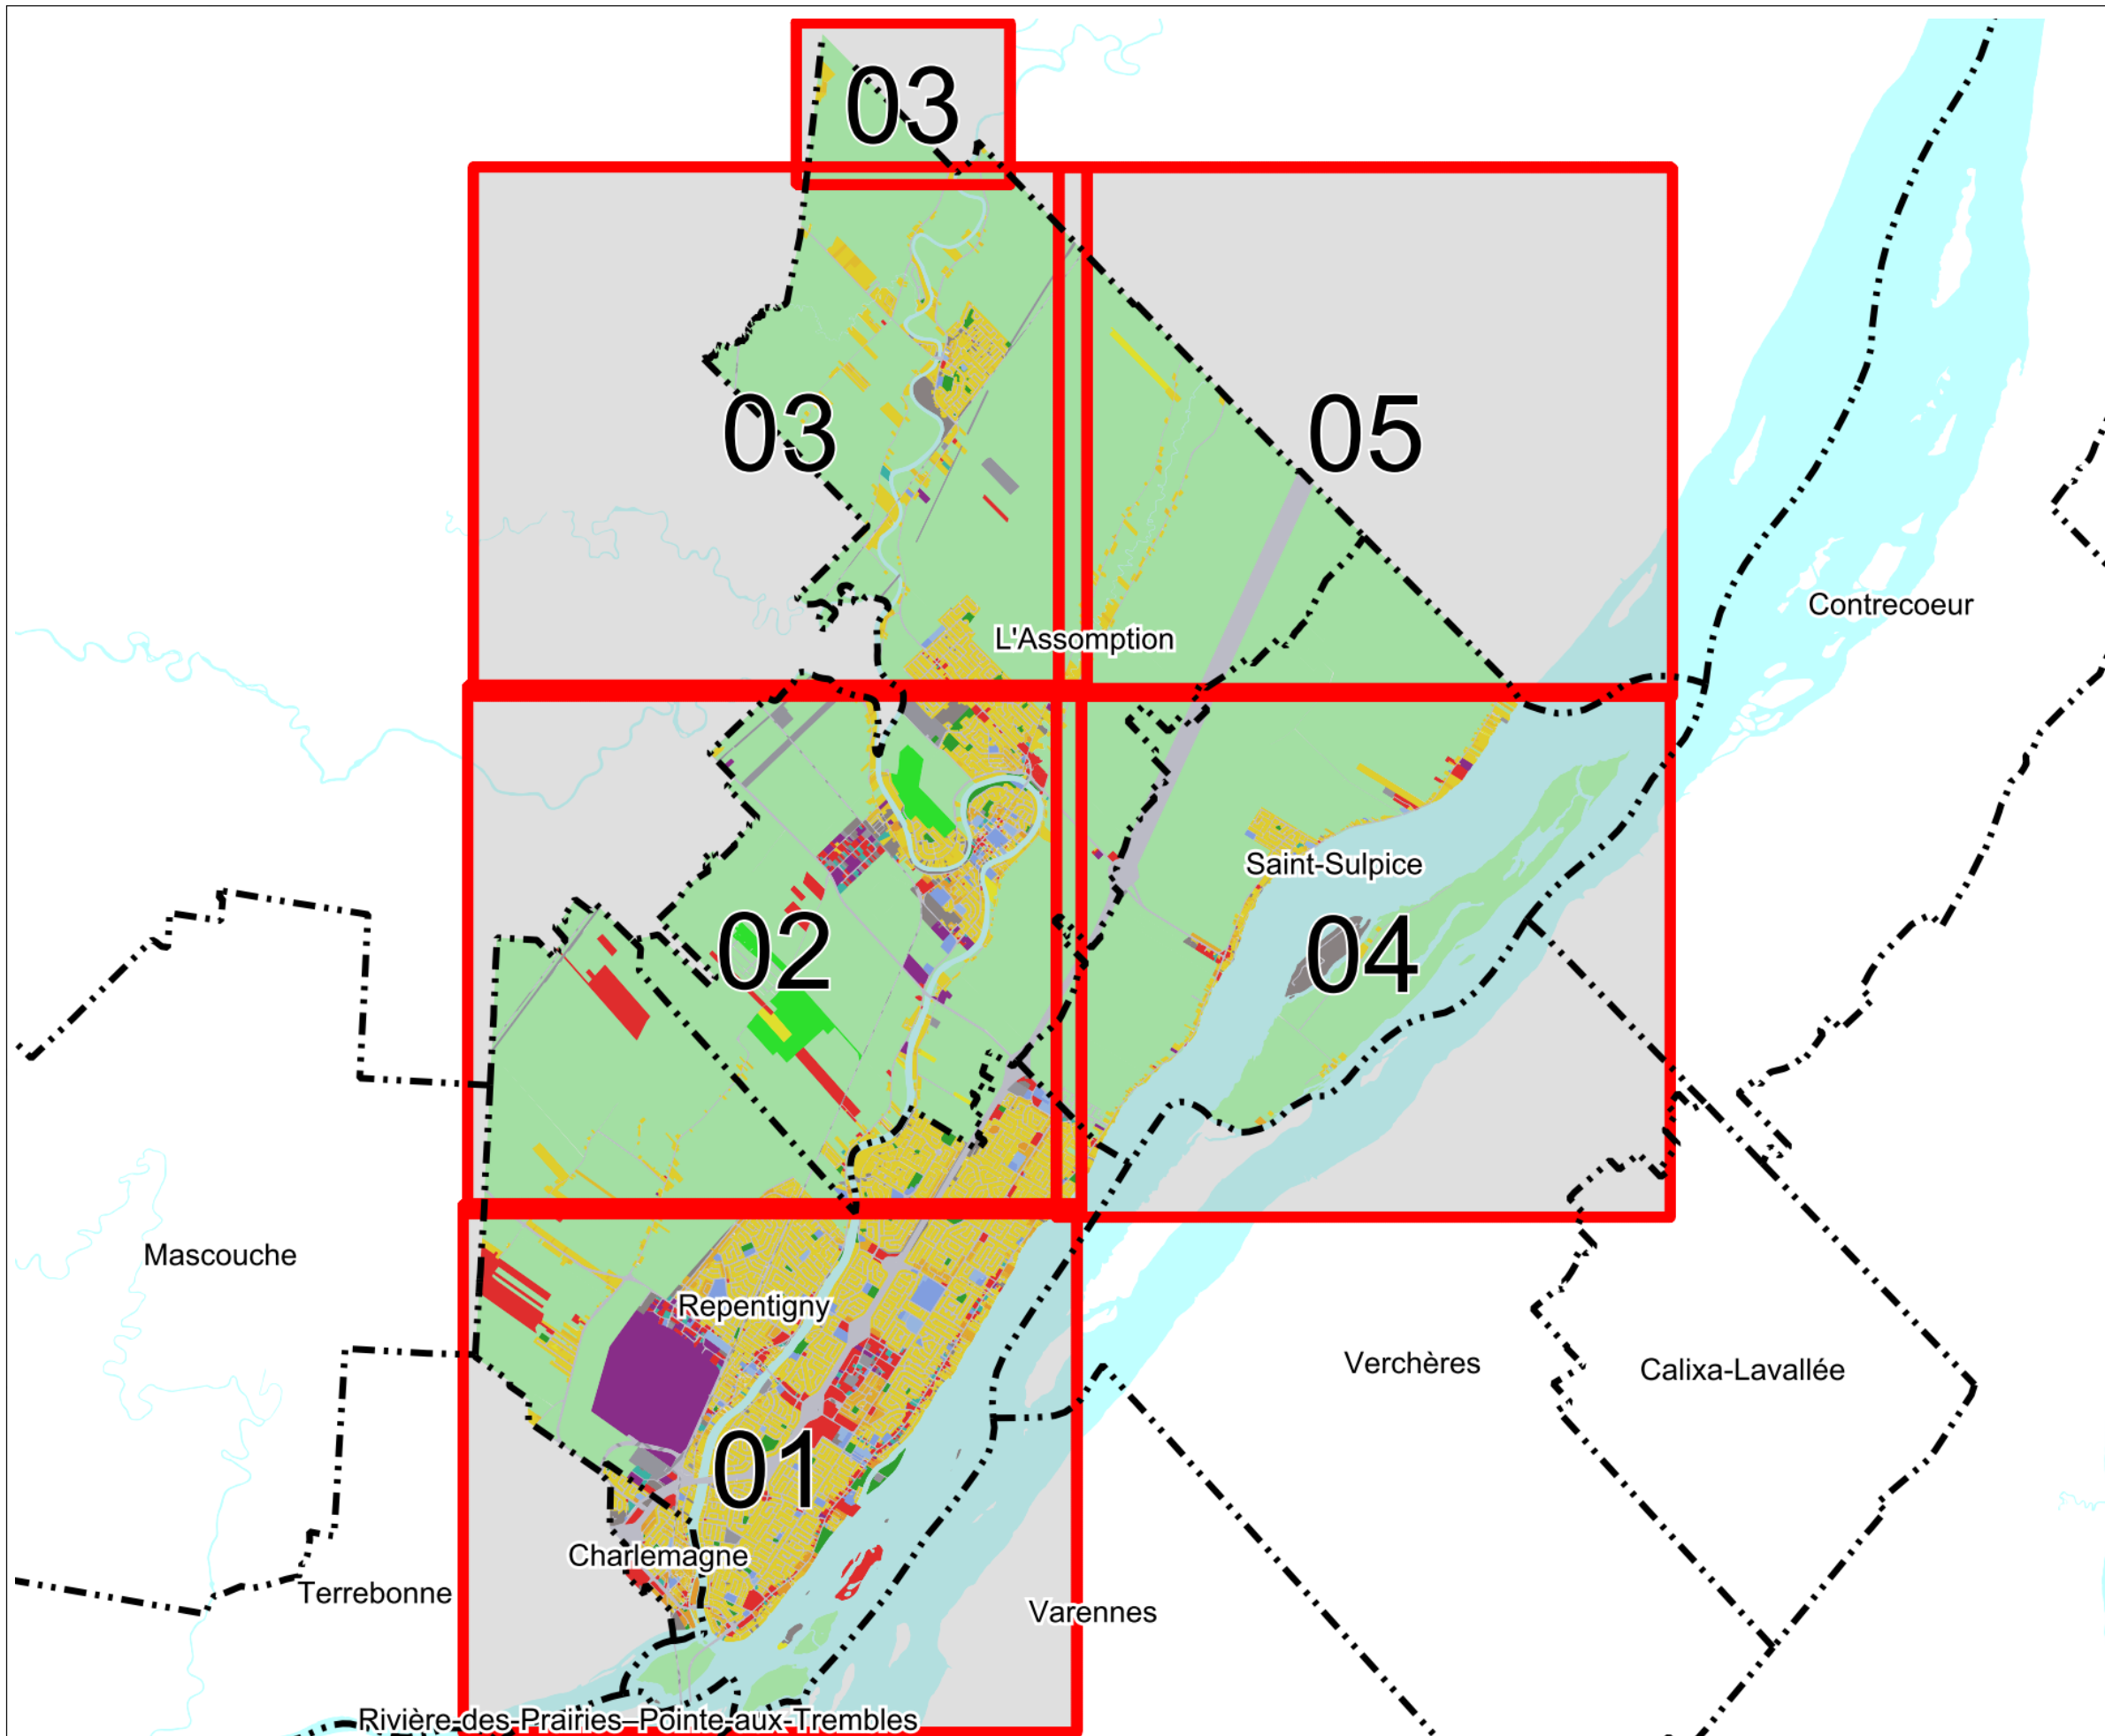 03
03
05
Contrecoeur
L'Assomption
Saint-Sulpice
02
04
Mascouche
Repentigny
Verchères
Calixa-Lavallée
01
Charlemagne
Terrebonne
Varennes
Rivière-des-Prairies–Pointe-aux-Trembles